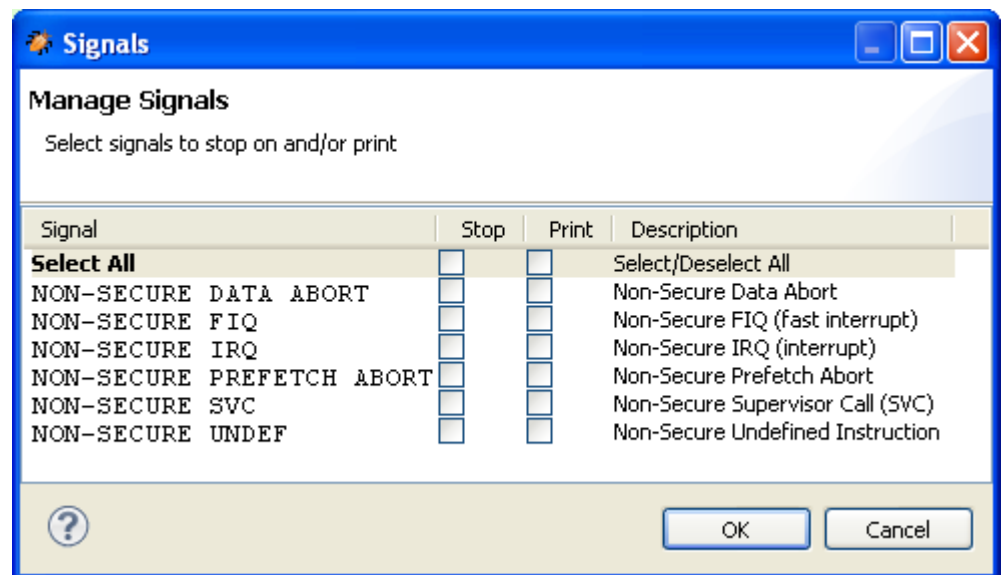 Signals
Manage Signals
Select signals to stop on and/or print
Signal Stop Print Description
Select All Select/Deselect All
NON-SECURE DATA ABORT Non-Secure Data Abort
NON-SECURE FIQ Non-Secure FIQ (fast interrupt)
NON-SECURE IRQ Non-Secure IRQ (interrupt)
NON-SECURE PREFETCH ABORT Non-Secure Prefetch Abort
NON-SECURE SVC Non-Secure Supervisor Call (SVC)
NON-SECURE UNDEF Non-Secure Undefined Instruction
? OK Cancel